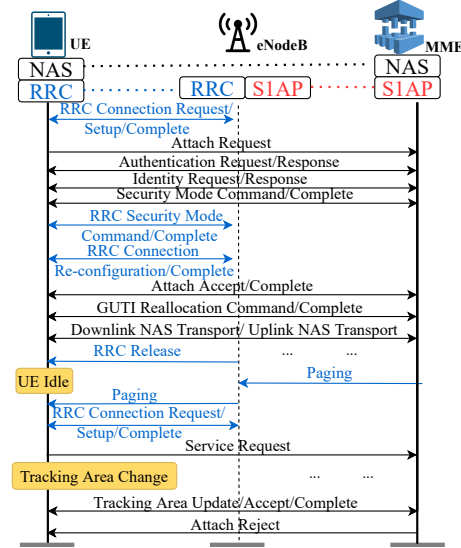 UE
eNodeB
MME
NAS
NAS
RRC
RRC
S1AP
S1AP
RRC Connection Request/
Setup/Complete
Attach Request
Authentication Request/Response
Identity Request/Response
Security Mode Command/Complete
RRC Security Mode
Command/Complete
RRC Connection
Re-configuration/Complete
Attach Accept/Complete
GUTI Reallocation Command/Complete
Downlink NAS Transport/ Uplink NAS Transport
RRC Release
... ...
UE Idle
Paging
Paging
RRC Connection Request/
Setup/Complete
Service Request
Tracking Area Change
... ...
Tracking Area Update/Accept/Complete
Attach Reject